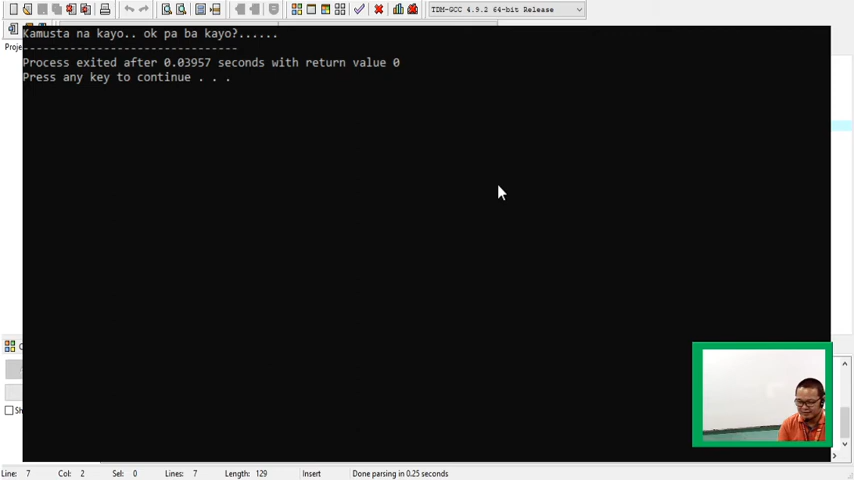 TDM-GCC 4.9.2 64-bit Release
Kamusta na kayo.. ok pa ba kayo?......
--------------------------------
Process exited after 0.03957 seconds with return value 0
Press any key to continue . . .
Proje
C
Sh
Line: 7 Col: 2 Sel: 0 Lines: 7 Length: 129 Insert Done parsing in 0.25 seconds